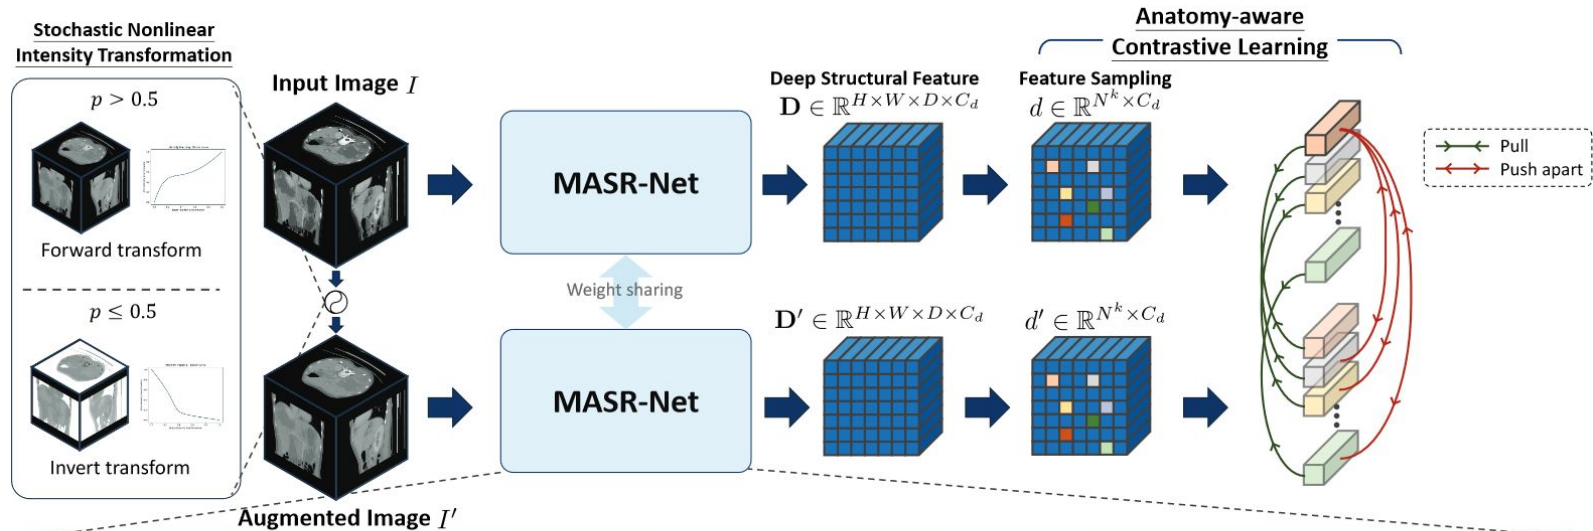 Stochastic Nonlinear
Intensity Transformation
p > 0.5
Forward transform
p ≤ 0.5
Invert transform
Input Image I
Augmented Image I′
MASR-Net
Weight sharing
MASR-Net
Deep Structural Feature
D ∈ ℝ^{H×W×D×C_d}
D′ ∈ ℝ^{H×W×D×C_d}
Anatomy-aware
Contrastive Learning
Feature Sampling
d ∈ ℝ^{N^k×C_d}
d′ ∈ ℝ^{N^k×C_d}
Pull
Push apart